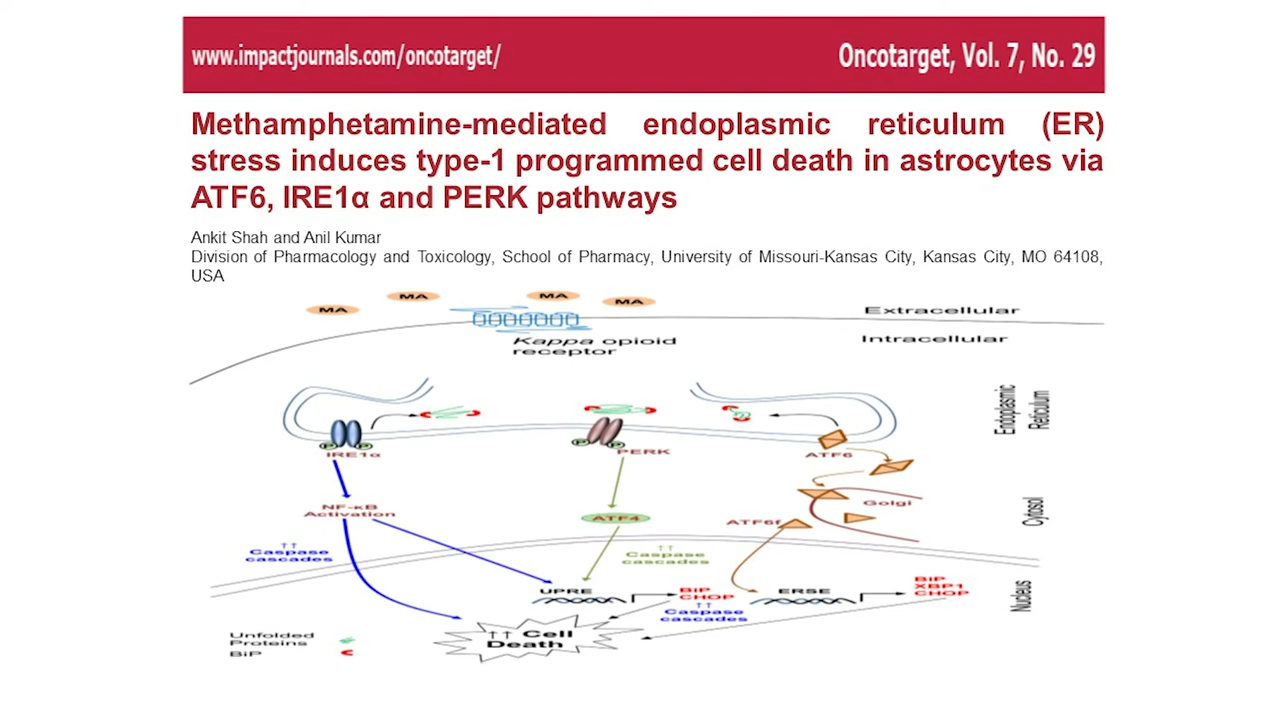 www.impactjournals.com/oncotarget/
Oncotarget, Vol. 7, No. 29
Methamphetamine-mediated endoplasmic reticulum (ER)
stress induces type-1 programmed cell death in astrocytes via
ATF6, IRE1α and PERK pathways
Ankit Shah and Anil Kumar
Division of Pharmacology and Toxicology, School of Pharmacy, University of Missouri-Kansas City, Kansas City, MO 64108,
USA
MA
MA
MA
MA
Extracellular
Kappa opioid
receptor
Intracellular
Endoplasmic
Reticulum
P
P
IRE1α
P
P
PERK
ATF6
NF-κB
Activation
ATF4
ATF6f
Golgi
Cytosol
↑↑
Caspase
cascades
↑↑
Caspase
cascades
UPRE
BiP
CHOP
↑↑
Caspase
cascades
ERSE
BiP
XBP1
CHOP
Nucleus
↑↑ Cell
Death
Unfolded
Proteins
BiP